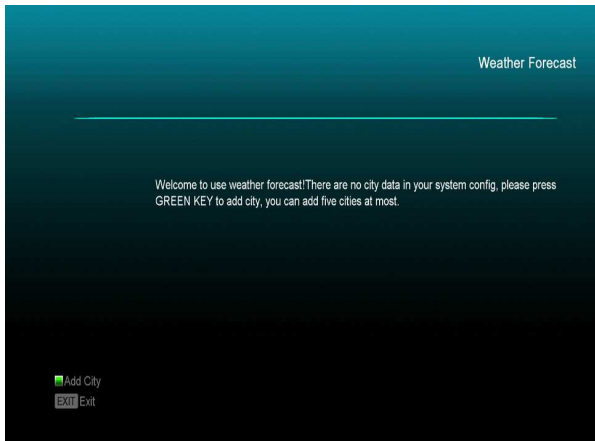 Weather Forecast
Welcome to use weather forecast!There are no city data in your system config, please press
GREEN KEY to add city, you can add five cities at most.
Add City
EXIT Exit